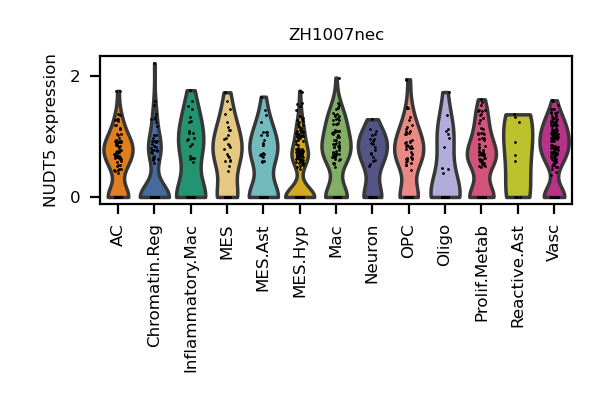 ZH1007nec
NUDT5 expression
2
0
AC
Chromatin.Reg
Inflammatory.Mac
MES
MES.Ast
MES.Hyp
Mac
Neuron
OPC
Oligo
Prolif.Metab
Reactive.Ast
Vasc